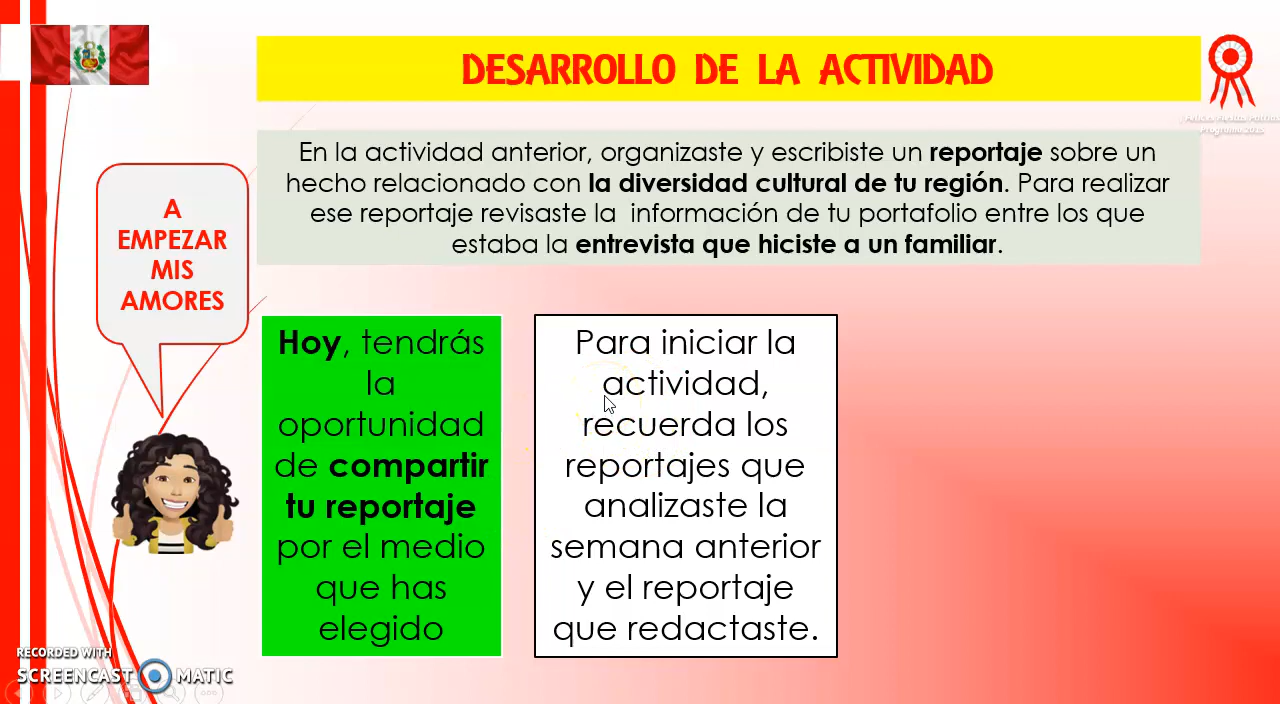 DESARROLLO DE LA ACTIVIDAD
En la actividad anterior, organizaste y escribiste un reportaje sobre un
hecho relacionado con la diversidad cultural de tu región. Para realizar
ese reportaje revisaste la información de tu portafolio entre los que
estaba la entrevista que hiciste a un familiar.
A
EMPEZAR
MIS
AMORES
Hoy, tendrás
la
oportunidad
de compartir
tu reportaje
por el medio
que has
elegido
Para iniciar la
actividad,
recuerda los
reportajes que
analizaste la
semana anterior
y el reportaje
que redactaste.
RECORDED WITH
SCREENCAST MATIC